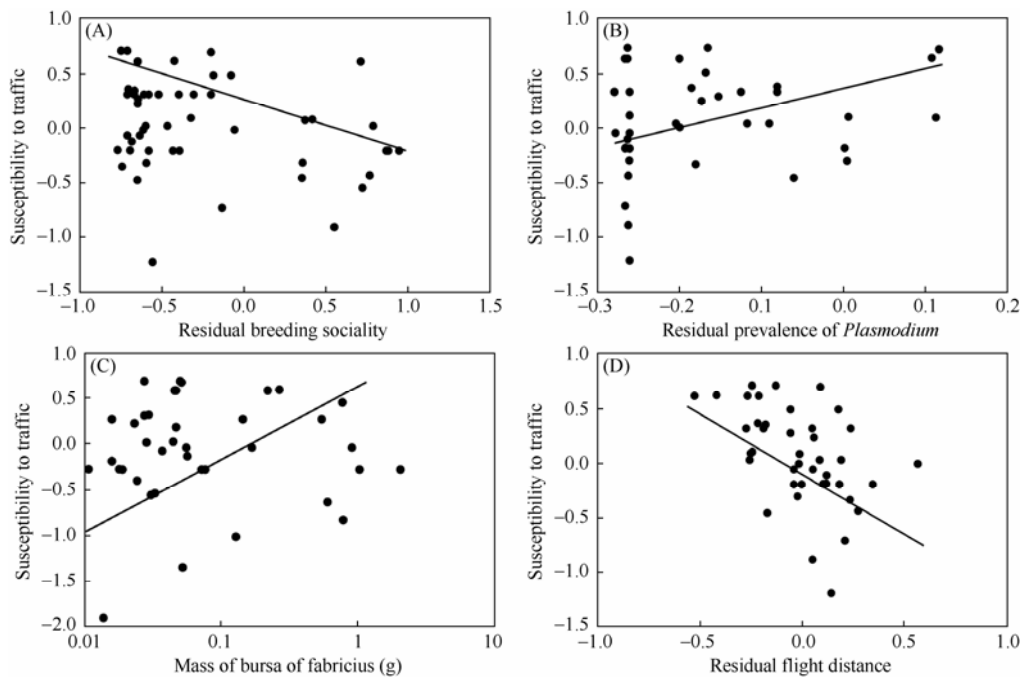 (A)
1.0
0.5
0.0
−0.5
−1.0
−1.5
Susceptibility to traffic
−1.0 −0.5 0.0 0.5 1.0 1.5
Residual breeding sociality
(B)
1.0
0.5
0.0
−0.5
−1.0
−1.5
Susceptibility to traffic
−0.3 −0.2 0.1 0.0 0.1 0.2
Residual prevalence of Plasmodium
(C)
1.0
0.5
0.0
−0.5
−1.0
−1.5
−2.0
Susceptibility to traffic
0.01 0.1 1 10
Mass of bursa of fabricius (g)
(D)
1.0
0.5
0.0
−0.5
−1.0
−1.5
Susceptibility to traffic
−1.0 −0.5 0.0 0.5 1.0
Residual flight distance